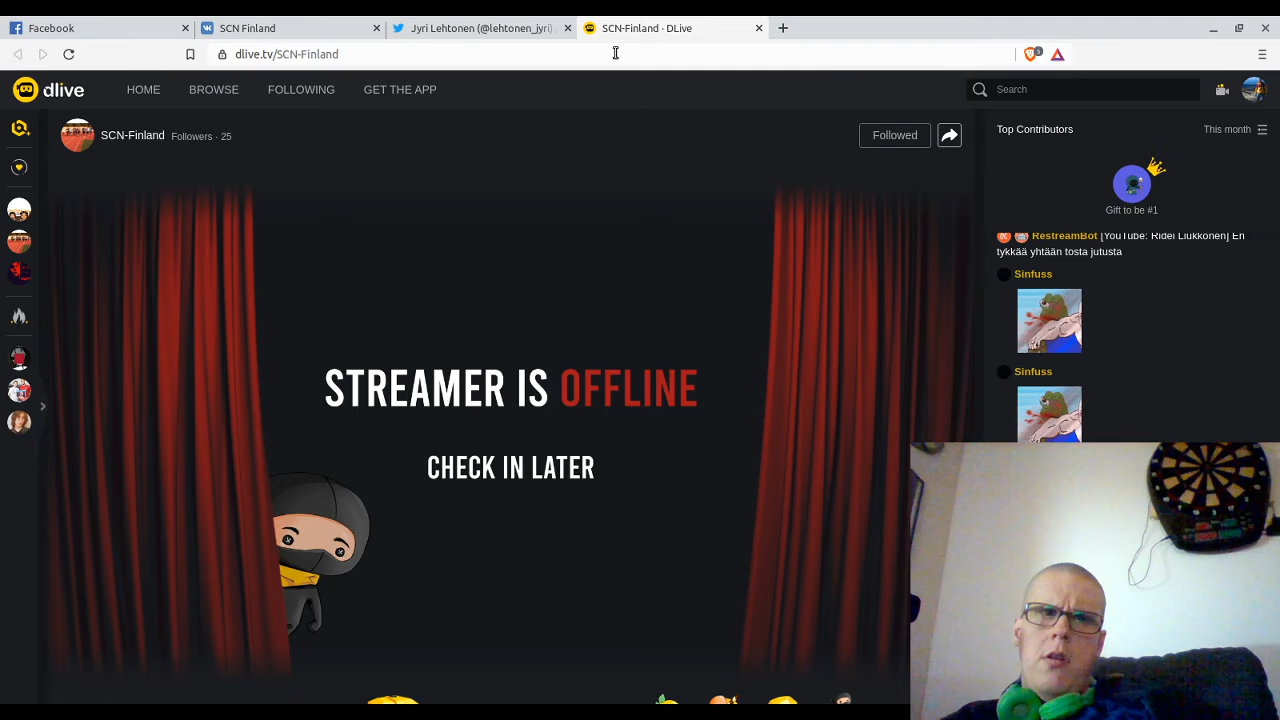 Facebook
SCN Finland
Jyri Lehtonen (@lehtonen_jyri)
SCN-Finland - DLive
dlive.tv/SCN-Finland
5
dlive
HOME
BROWSE
FOLLOWING
GET THE APP
Search
SCN-Finland
Followers · 25
Followed
Top Contributors
This month
Gift to be #1
RestreamBot [YouTube: Ridei Liukkonen] En
tykkää yhtään tosta jutusta
Sinfuss
Sinfuss
STREAMER IS OFFLINE
CHECK IN LATER